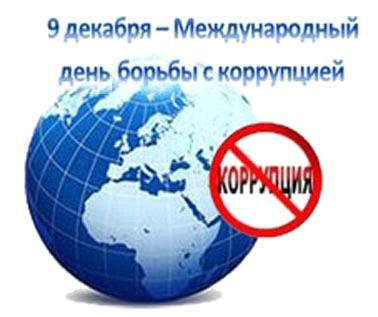 9 декабря – Международный
день борьбы с коррупцией
КОРРУПЦИЯ